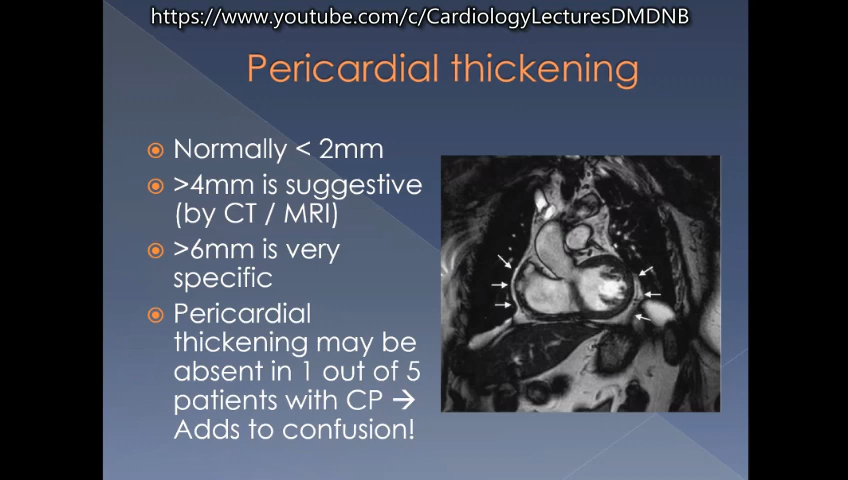 https://www.youtube.com/c/CardiologyLecturesDMDNB
Pericardial thickening
Normally < 2mm
>4mm is suggestive
(by CT / MRI)
>6mm is very
specific
Pericardial
thickening may be
absent in 1 out of 5
patients with CP →
Adds to confusion!